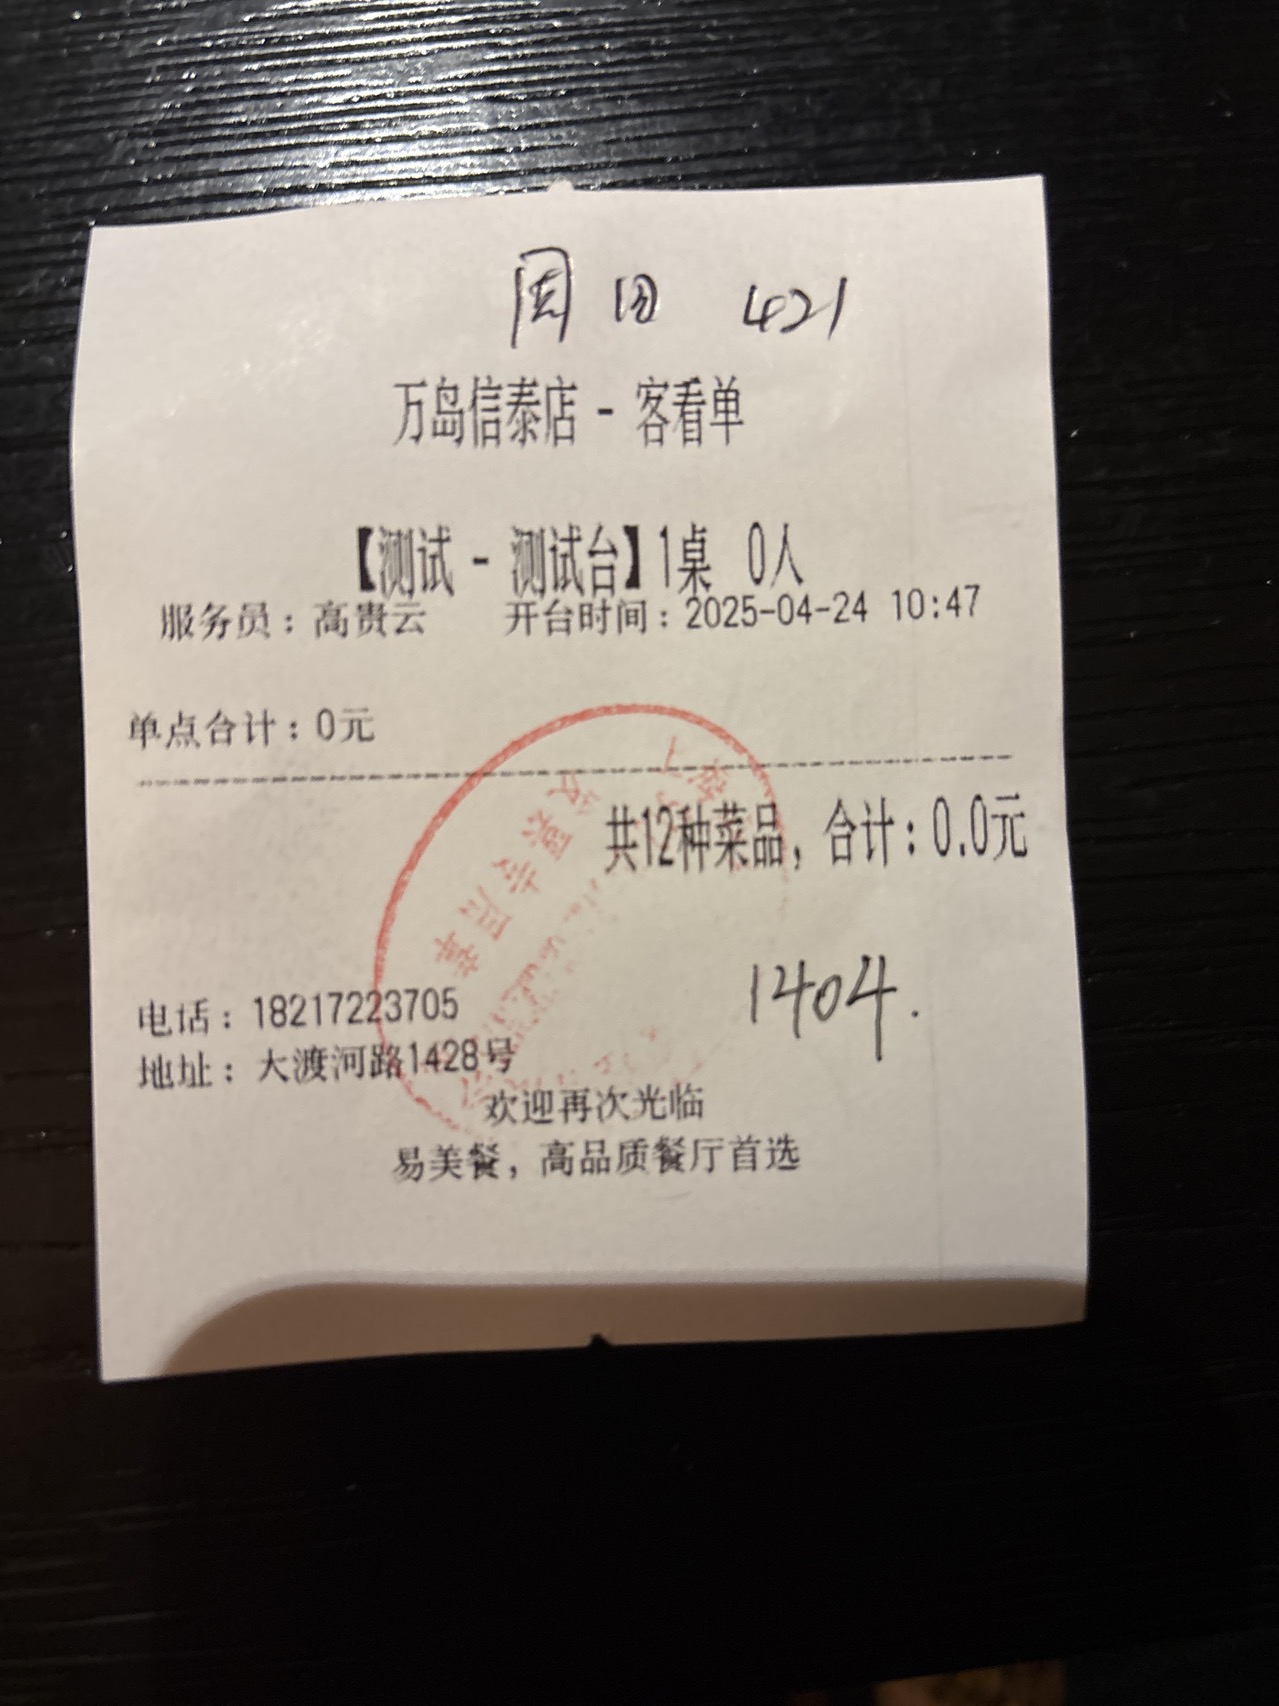 421
万岛信泰店 - 客看单
【测试 - 测试台】1桌 0人
服务员：高贵云 开台时间：2025-04-24 10:47
单点合计：0元
共12种菜品，合计：0.0元
1404.
电话：18217223705
地址：大渡河路1428号
欢迎再次光临
易美餐，高品质餐厅首选